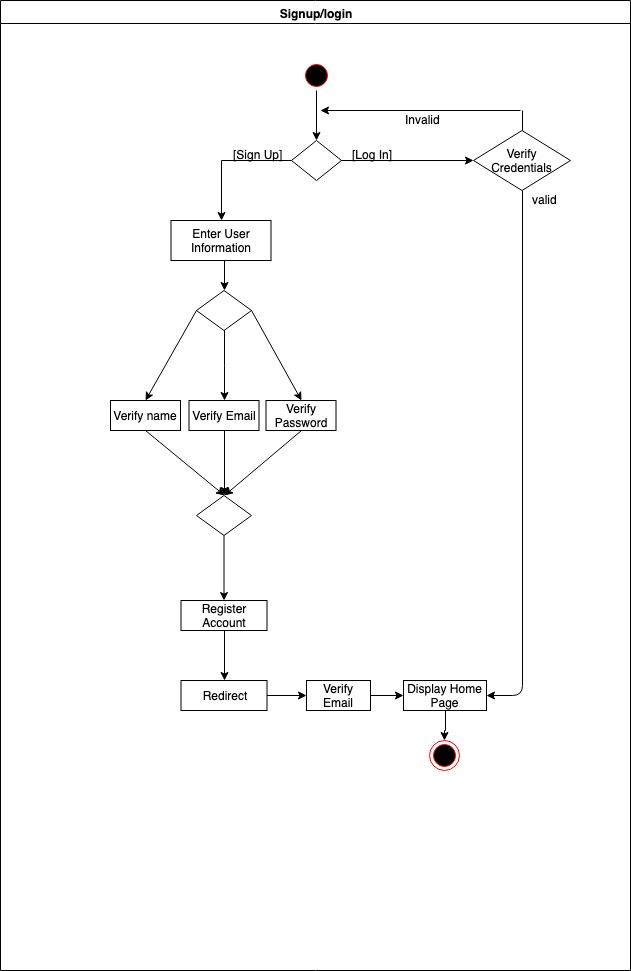 Signup/login
Invalid
[Sign Up]
[Log In]
Verify
Credentials
valid
Enter User
Information
Verify name
Verify Email
Verify
Password
Register
Account
Redirect
Verify
Email
Display Home
Page